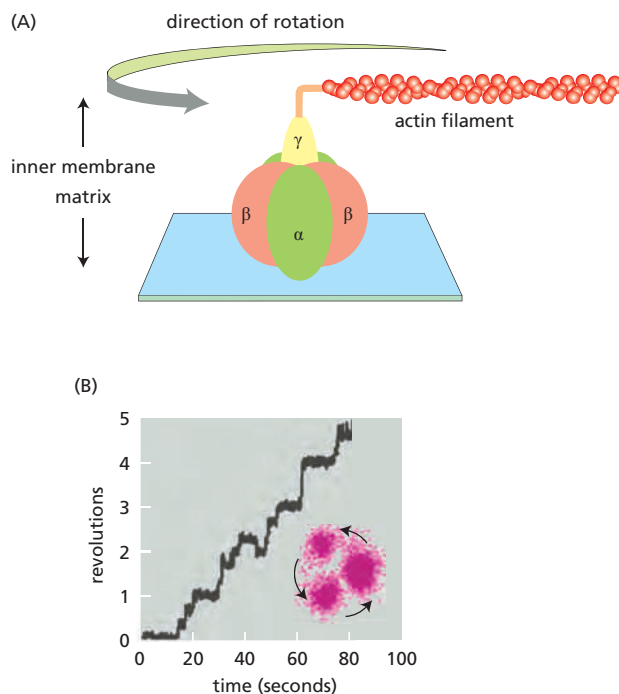 (A)
direction of rotation
inner membrane
matrix
γ
actin filament
β
α
β
(B)
revolutions
5
4
3
2
1
0
0 20 40 60 80 100
time (seconds)